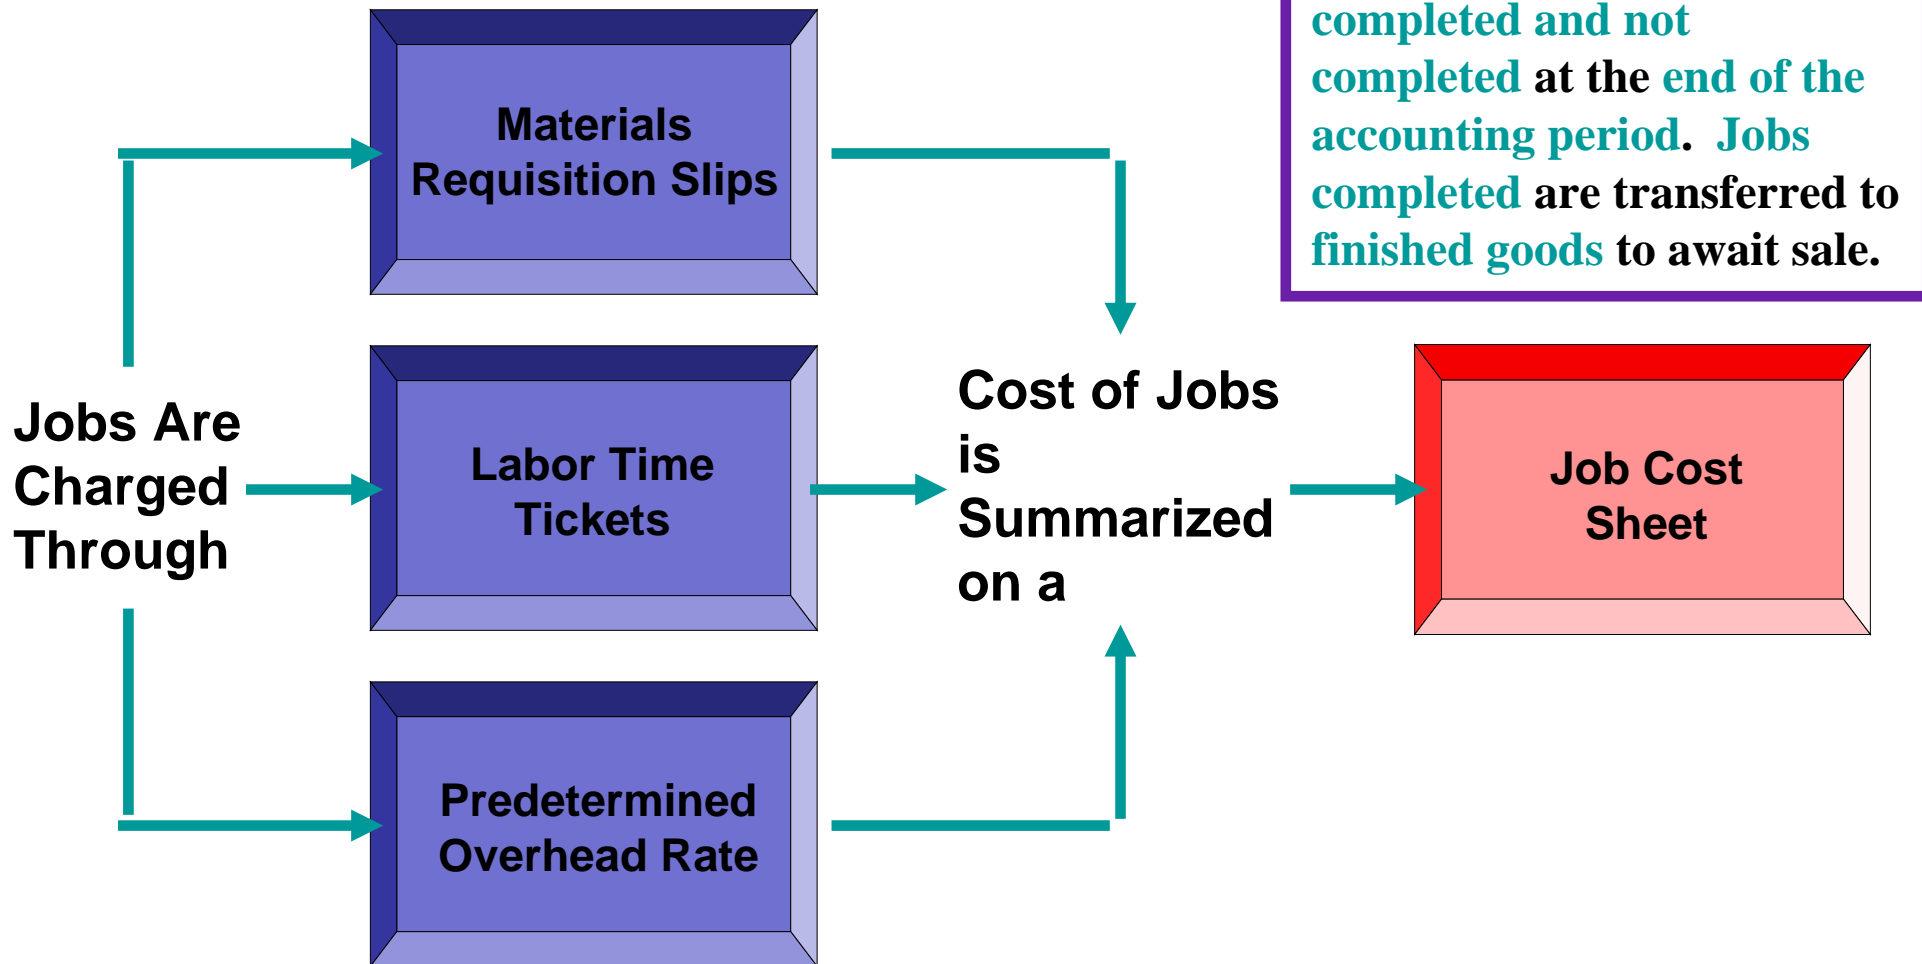 completed and not
completed at the end of the
accounting period.  Jobs
completed are transferred to
finished goods to await sale.
Jobs Are
Charged
Through
Materials
Requisition Slips
Labor Time
Tickets
Predetermined
Overhead Rate
Cost of Jobs
is
Summarized
on a
Job Cost
Sheet